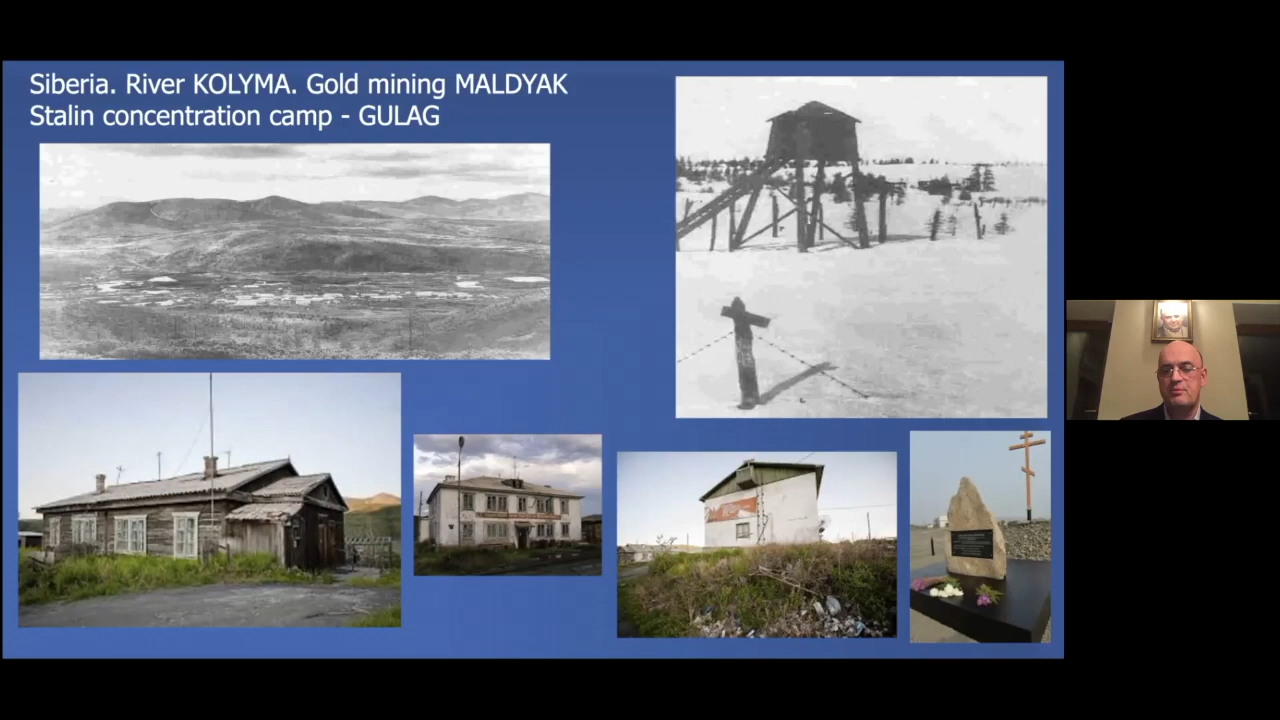 Siberia. River KOLYMA. Gold mining MALDYAK
Stalin concentration camp - GULAG